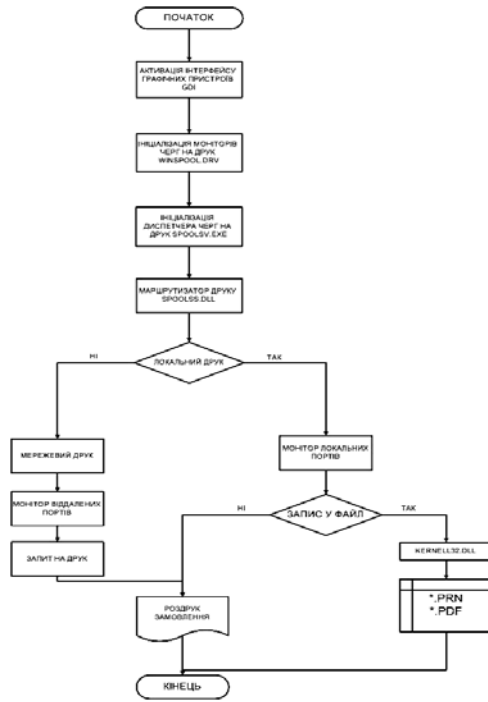 ПОЧАТОК
АКТИВАЦІЯ ІНТЕРФЕЙСУ
ГРАФІЧНИХ ПРИСТРОЇВ
GDI
ІНІЦІАЛІЗАЦІЯ МОНІТОРІВ
ЧЕРГ НА ДРУК
WINSPOOL.DRV
ІНІЦІАЛІЗАЦІЯ
ДИСПЕТЧЕРА ЧЕРГ НА
ДРУК SPOOLSV.EXE
МАРШРУТИЗАТОР ДРУКУ
SPOOLSS.DLL
НІ
ЛОКАЛЬНИЙ ДРУК
ТАК
МЕРЕЖЕВИЙ ДРУК
МОНІТОР ЛОКАЛЬНИХ
ПОРТІВ
МОНІТОР ВІДДАЛЕНИХ
ПОРТІВ
НІ
ЗАПИС У ФАЙЛ
ТАК
ЗАПИТ НА ДРУК
KERNELL32.DLL
РОЗДРУК
ЗАМОВЛЕННЯ
*.PRN
*.PDF
КІНЕЦЬ